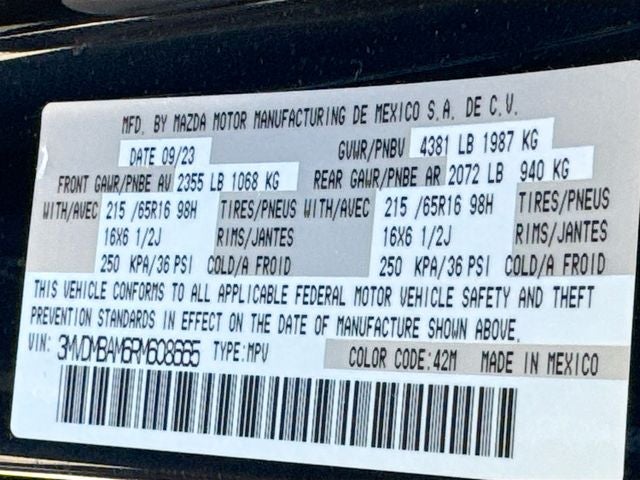 MFD. BY MAZDA MOTOR MANUFACTURING DE MEXICO S.A. DE C.V.
DATE 09/23 GVWR/PNBV 4381 LB 1987 KG
FRONT GAWR/PNBE AV 2355 LB 1068 KG REAR GAWR/PNBE AR 2072 LB 940 KG
WITH/AVEC 215 /65R16 98H TIRES/PNEUS WITH/AVEC 215 /65R16 98H TIRES/PNEUS
16X6 1/2J RIMS/JANTES 16X6 1/2J RIMS/JANTES
250 KPA/36 PSI COLD/A FROID 250 KPA/36 PSI COLD/A FROID
THIS VEHICLE CONFORMS TO ALL APPLICABLE FEDERAL MOTOR VEHICLE SAFETY AND THEFT
PREVENTION STANDARDS IN EFFECT ON THE DATE OF MANUFACTURE SHOWN ABOVE.
VIN: 3MVDMBAM6RM608665 TYPE:MPV COLOR CODE:42M MADE IN MEXICO